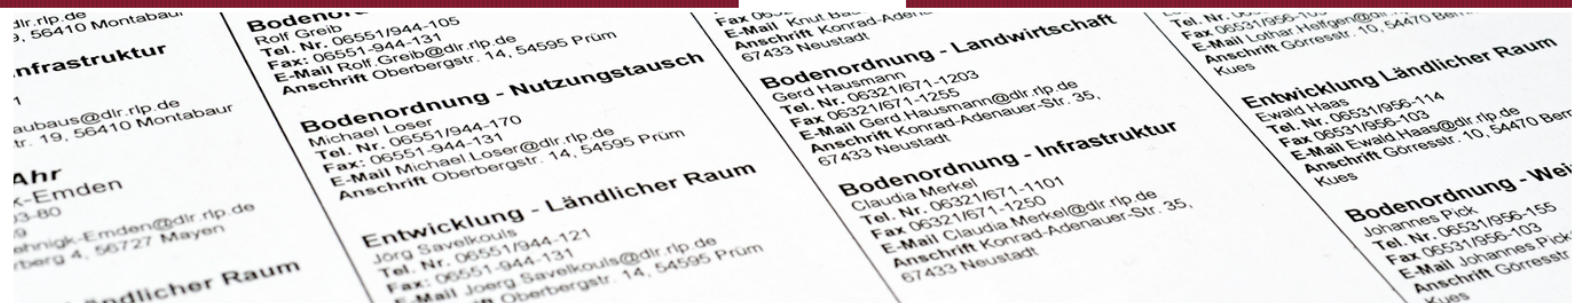 dlr.rlp.de
9, 56410 Montabaur
nfrastruktur
1
aubaus@dlr.rlp.de
tr. 19, 56410 Montabaur
Ahr
k-Emden
03-80
9
ehnigk-Emden@dlr.rlp.de
rberg 4, 56727 Mayen
ändlicher Raum
Rolf Greib
Tel. Nr. 06551/944-105
Fax: 06551-944-131
E-Mail Rolf.Greib@dlr.rlp.de
Anschrift Oberbergstr. 14, 54595 Prüm
Bodenordnung - Nutzungstausch
Michael Loser
Tel. Nr. 06551/944-170
Fax: 06551-944-131
E-Mail Michael.Loser@dlr.rlp.de
Anschrift Oberbergstr. 14, 54595 Prüm
Entwicklung - Ländlicher Raum
Jörg Savelkouls
Tel. Nr. 06551/944-121
Fax: 06551-944-131
E-Mail Joerg.Savelkouls@dlr.rlp.de
Oberbergstr. 14, 54595 Prüm
E-Mail Knut
Anschrift
67433 Neustadt
Bodenordnung - Landwirtschaft
Gerd Hausmann
Tel. Nr. 06321/671-1203
Fax 06321/671-1255
E-Mail Gerd.Hausmann@dlr.rlp.de
Anschrift Konrad-Adenauer-Str. 35,
67433 Neustadt
Bodenordnung - Infrastruktur
Claudia Merkel
Tel. Nr. 06321/671-1101
Fax 06321/671-1250
E-Mail Claudia.Merkel@dlr.rlp.de
Anschrift Konrad-Adenauer-Str. 35,
67433 Neustadt
Tel. Nr.
Fax 06531/956-103
E-Mail Lothar.Helfgen@dlr.rlp.de
Anschrift Görresstr. 10, 54470
Kues
Entwicklung Ländlicher Raum
Ewald Haas
Tel. Nr. 06531/956-114
Fax 06531/956-103
E-Mail Ewald.Haas@dlr.rlp.de
Anschrift Görresstr. 10, 54470 Bern
Kues
Bodenordnung - Wei
Johannes Pick
Tel. Nr. 06531/956-155
Fax 06531/956-103
E-Mail Johannes.Pick
Anschrift Görresstr
Kues